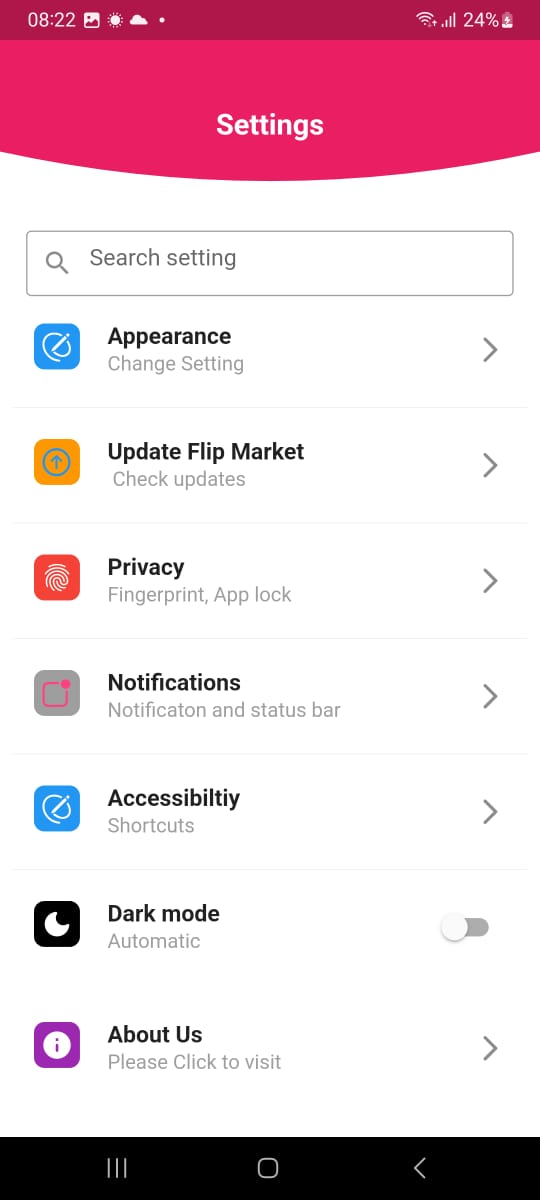 08:22 24%
Settings
Search setting
Appearance
Change Setting
Update Flip Market
Check updates
Privacy
Fingerprint, App lock
Notifications
Notificaton and status bar
Accessibiltiy
Shortcuts
Dark mode
Automatic
About Us
Please Click to visit